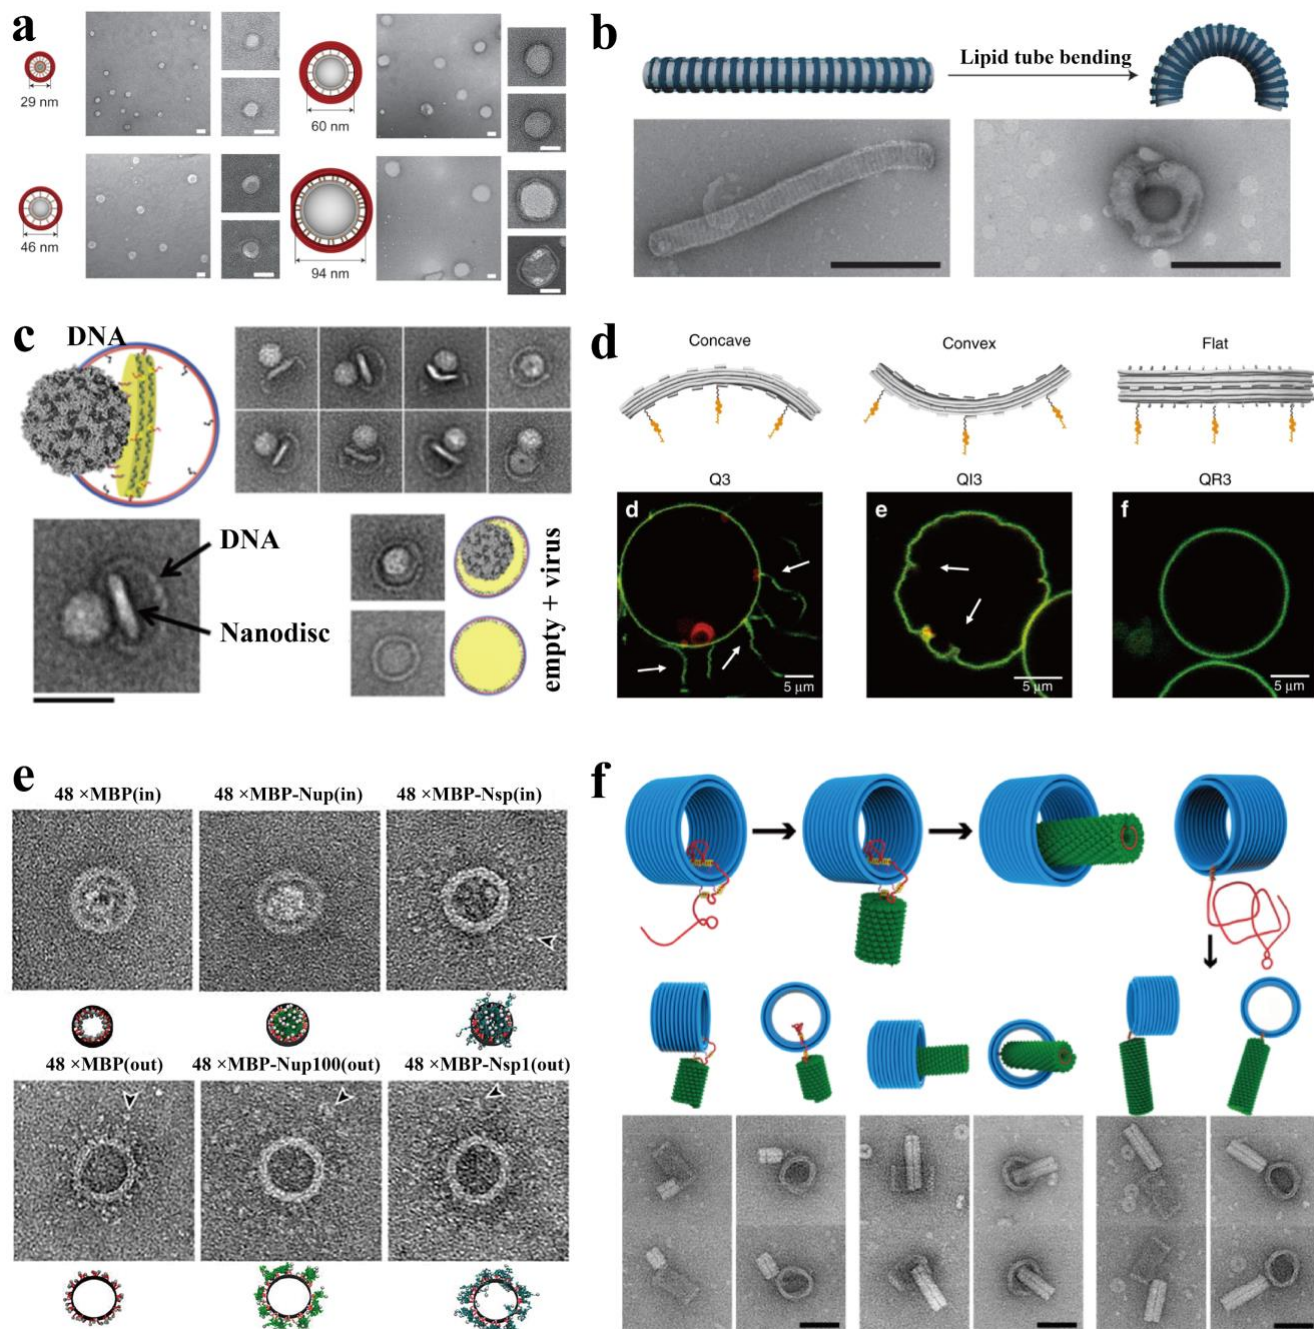 a
29 nm
60 nm
46 nm
94 nm
b
Lipid tube bending
c
DNA
DNA
Nanodisc
empty + virus
d
Concave
Convex
Flat
Q3
QI3
QR3
d
e
f
5 μm
5 μm
5 μm
e
48 ×MBP(in)
48 ×MBP-Nup(in)
48 ×MBP-Nsp(in)
48 ×MBP(out)
48 ×MBP-Nup100(out)
48 ×MBP-Nsp1(out)
f